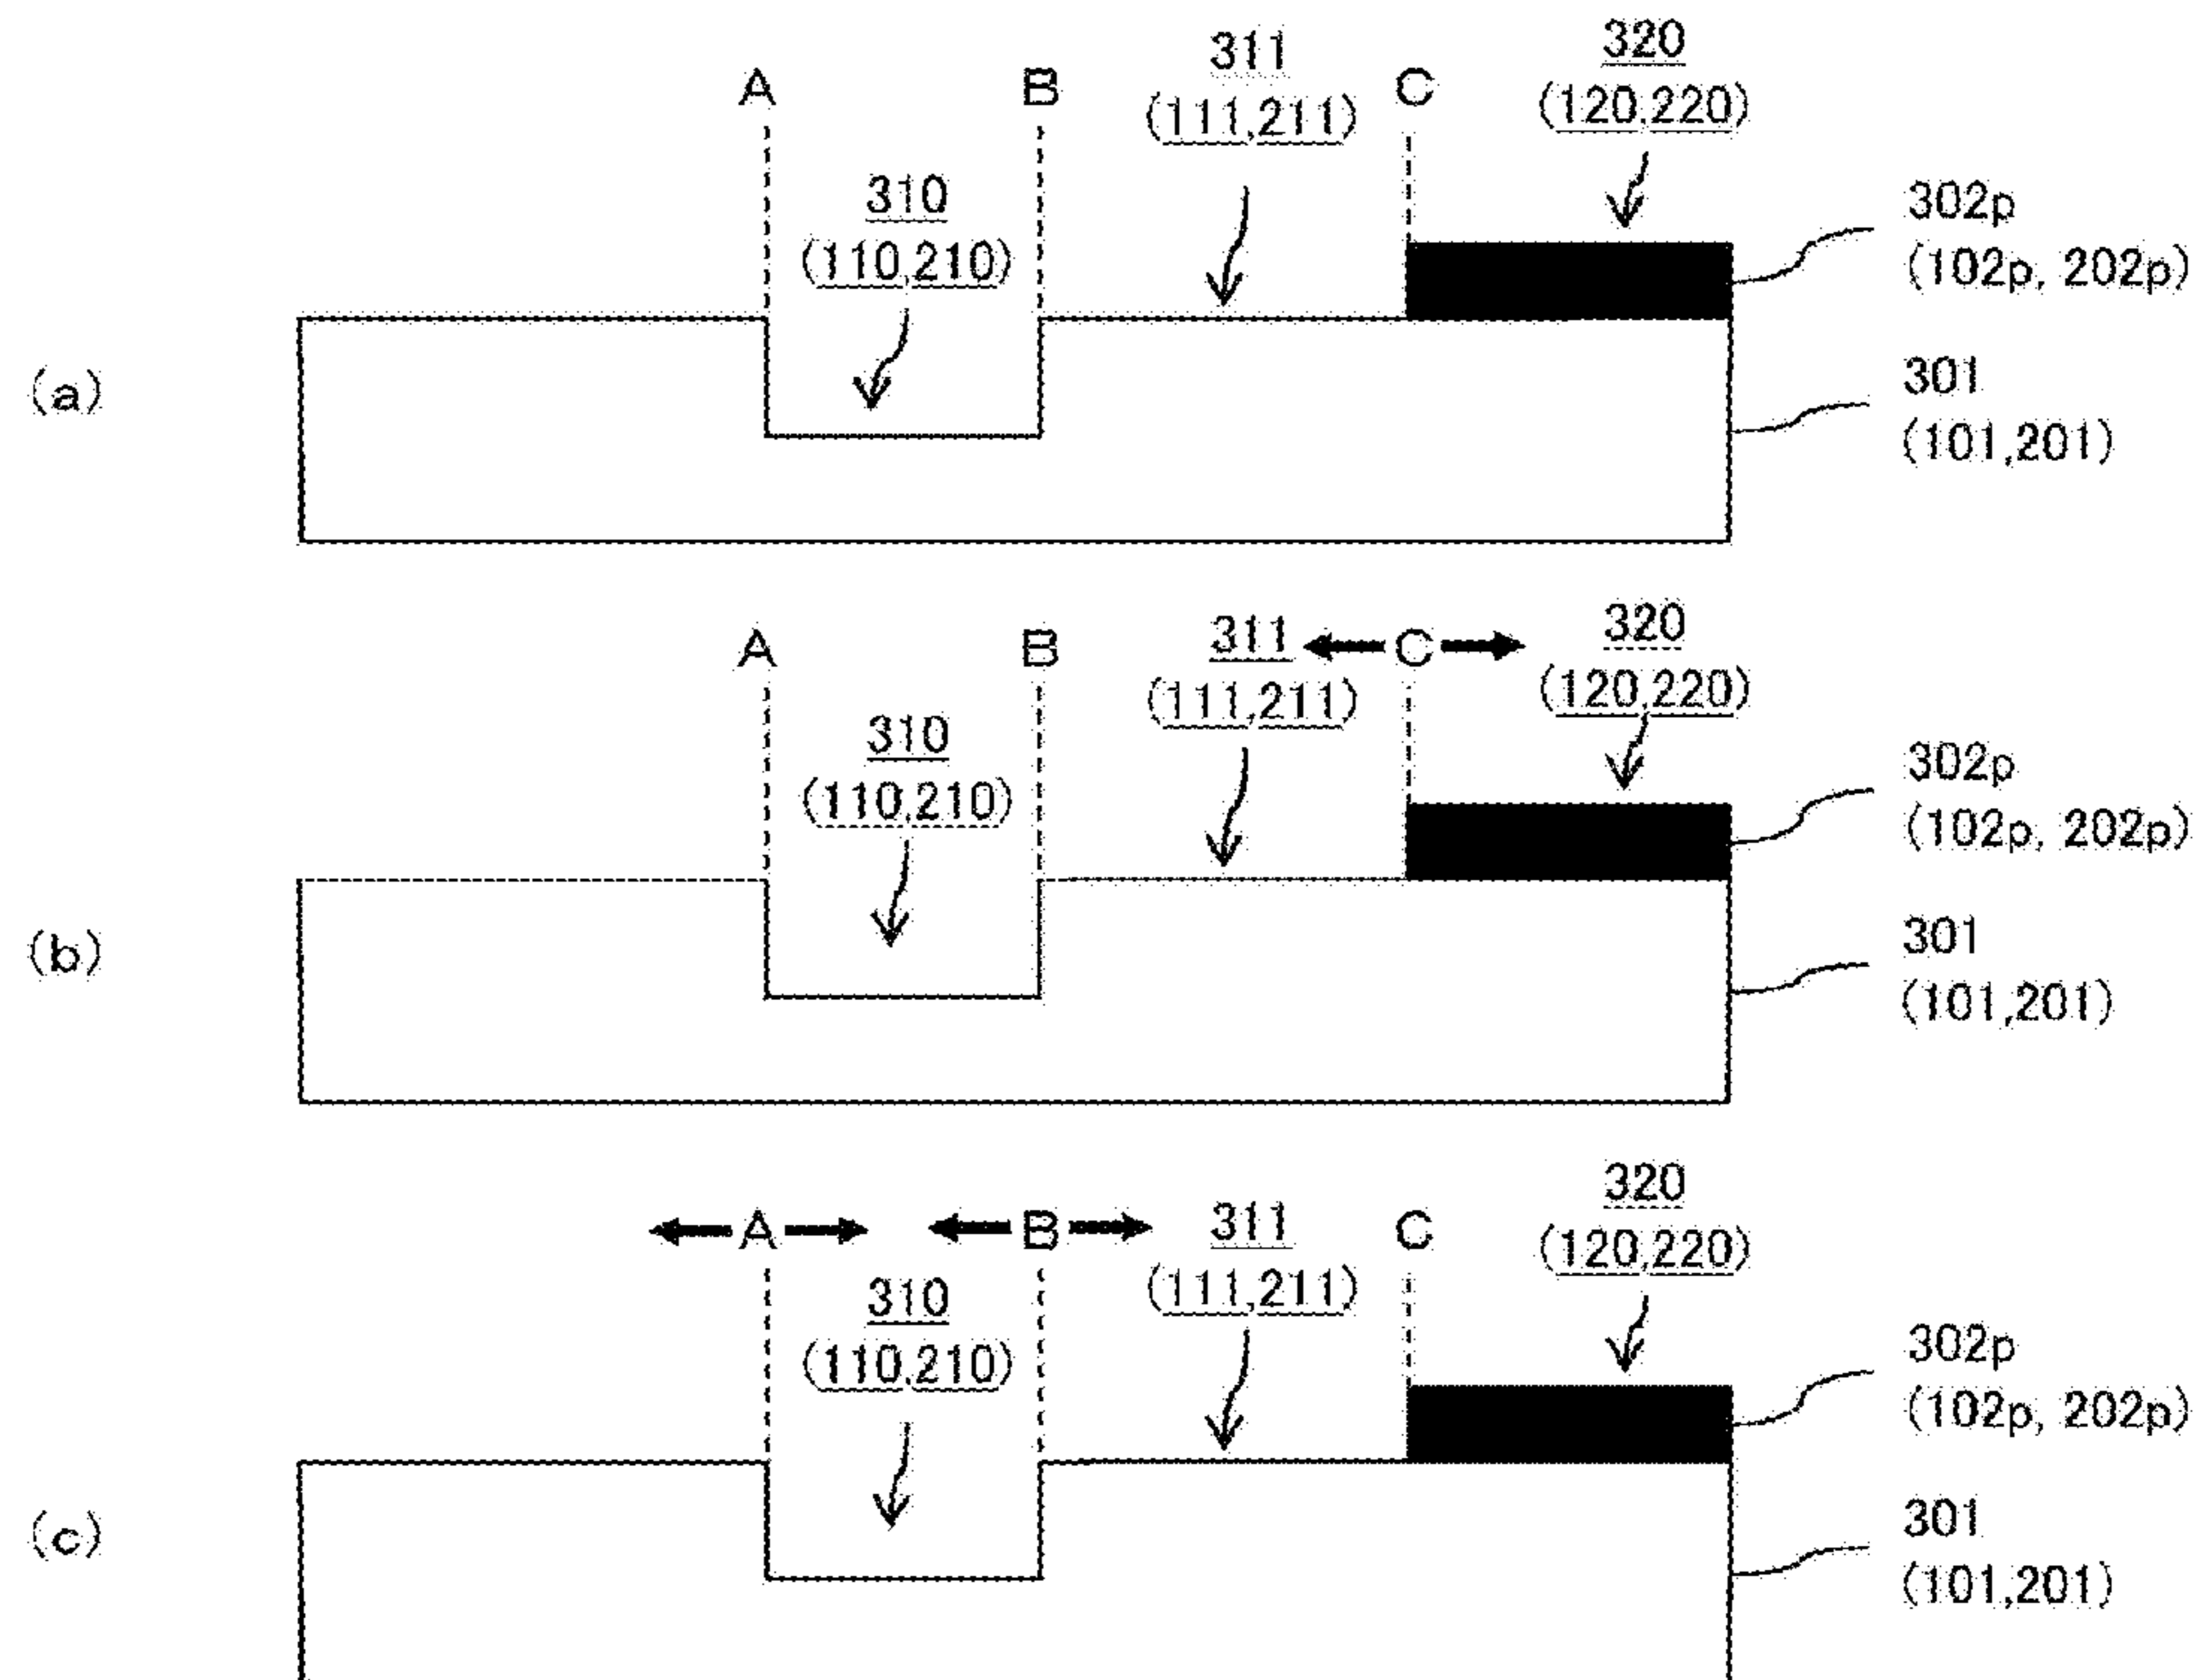 311
320
A
B
(111,211)
C
(120,220)
310
302p
(110,210)
(102p, 202p)
(a)
301
(101,201)
A
B
311
C
320
(111,211)
(120,220)
310
302p
(110,210)
(102p, 202p)
(b)
301
(101,201)
A
B
311
C
320
(111,211)
(120,220)
310
302p
(110,210)
(102p, 202p)
(c)
301
(101,201)